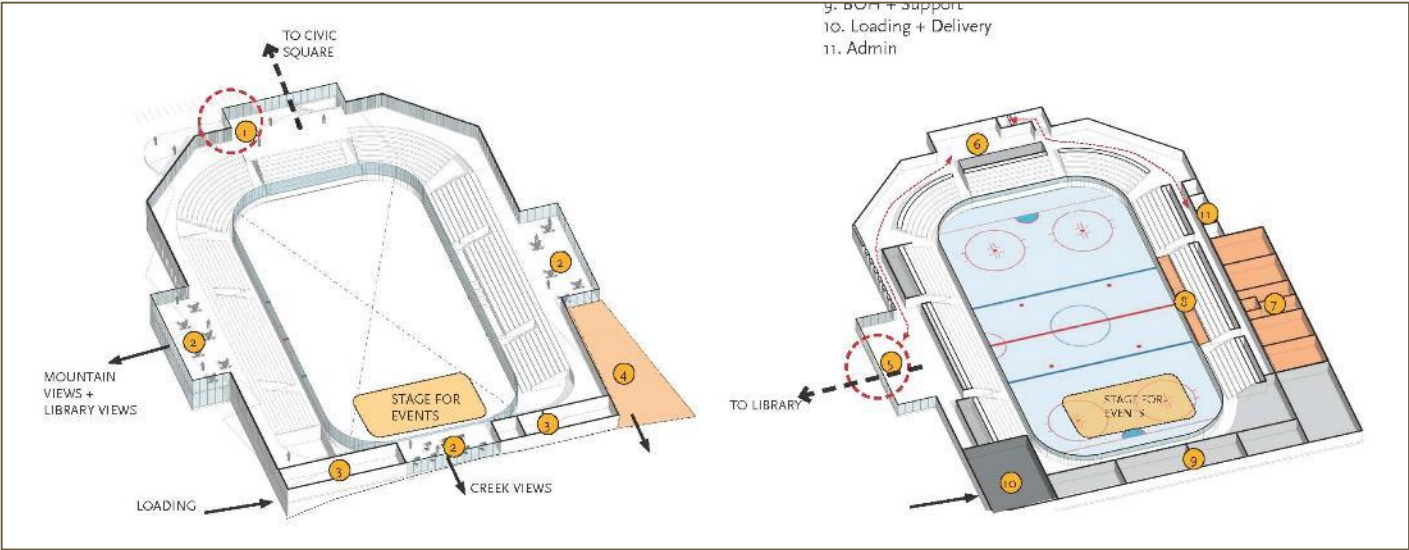 9. BOH + Support
10. Loading + Delivery
11. Admin
TO CIVIC
SQUARE
1
2
2
MOUNTAIN
VIEWS +
LIBRARY VIEWS
4
STAGE FOR
EVENTS
3
2
3
CREEK VIEWS
LOADING
6
11
7
8
5
TO LIBRARY
STAGE FOR
EVENTS
9
10